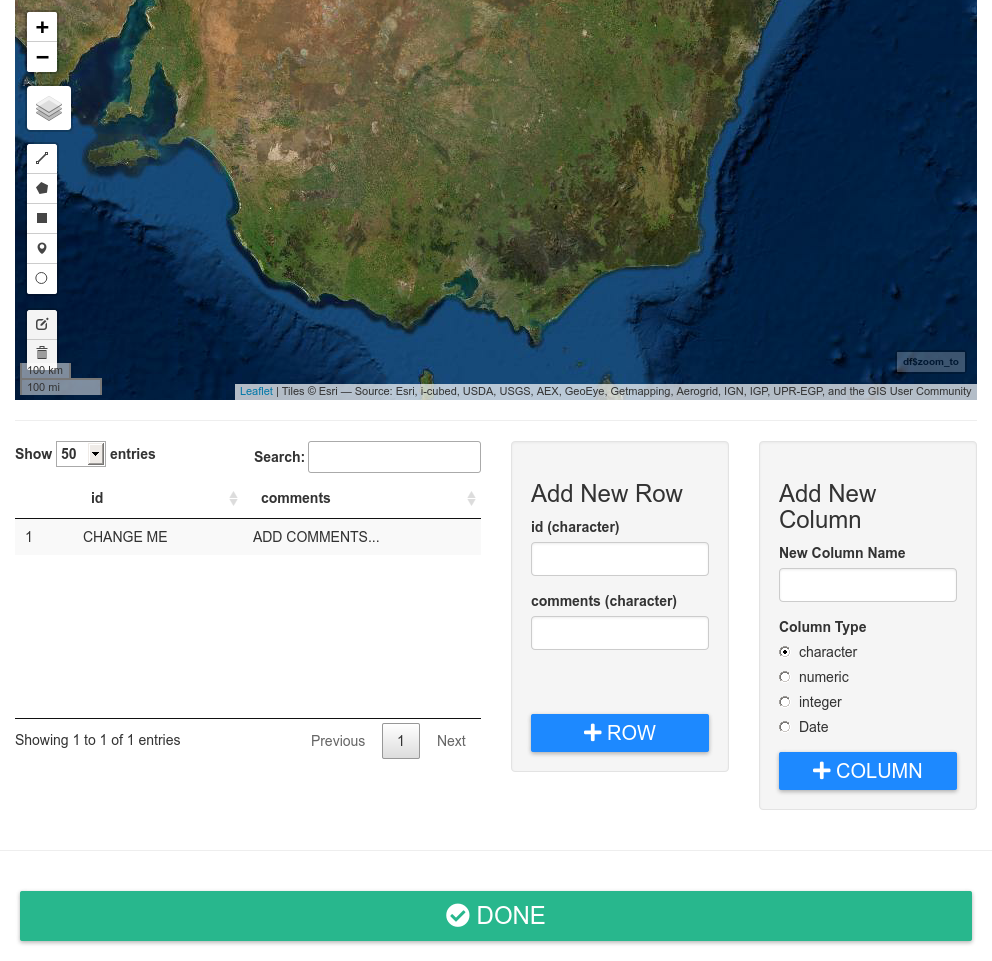 +
−
100 km
100 mi
df$zoom_to
Leaflet | Tiles © Esri — Source: Esri, i-cubed, USDA, USGS, AEX, GeoEye, Getmapping, Aerogrid, IGN, IGP, UPR-EGP, and the GIS User Community
Show 50 entries
Search:
id
comments
1 CHANGE ME ADD COMMENTS...
Showing 1 to 1 of 1 entries
Previous 1 Next
Add New Row
id (character)
comments (character)
+ ROW
Add New
Column
New Column Name
Column Type
character
numeric
integer
Date
+ COLUMN
DONE